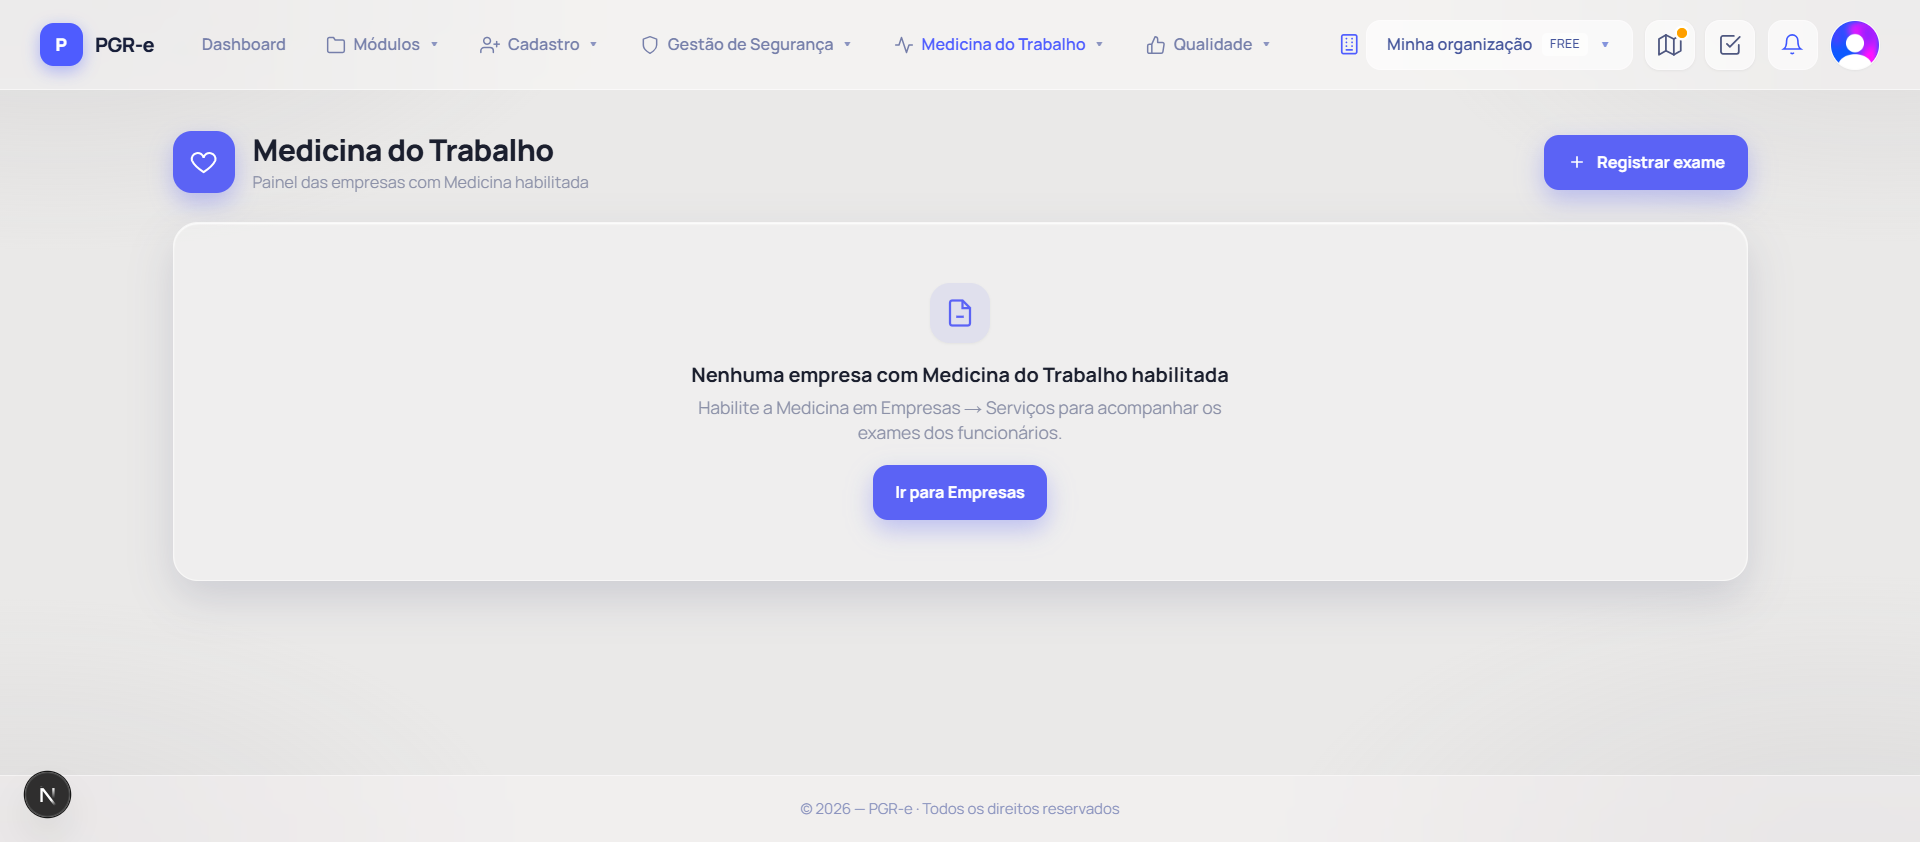 P PGR-e Dashboard Módulos Cadastro Gestão de Segurança Medicina do Trabalho Qualidade Minha organização FREE
Medicina do Trabalho
Painel das empresas com Medicina habilitada
+ Registrar exame
Nenhuma empresa com Medicina do Trabalho habilitada
Habilite a Medicina em Empresas → Serviços para acompanhar os
exames dos funcionários.
Ir para Empresas
N
© 2026 — PGR-e · Todos os direitos reservados